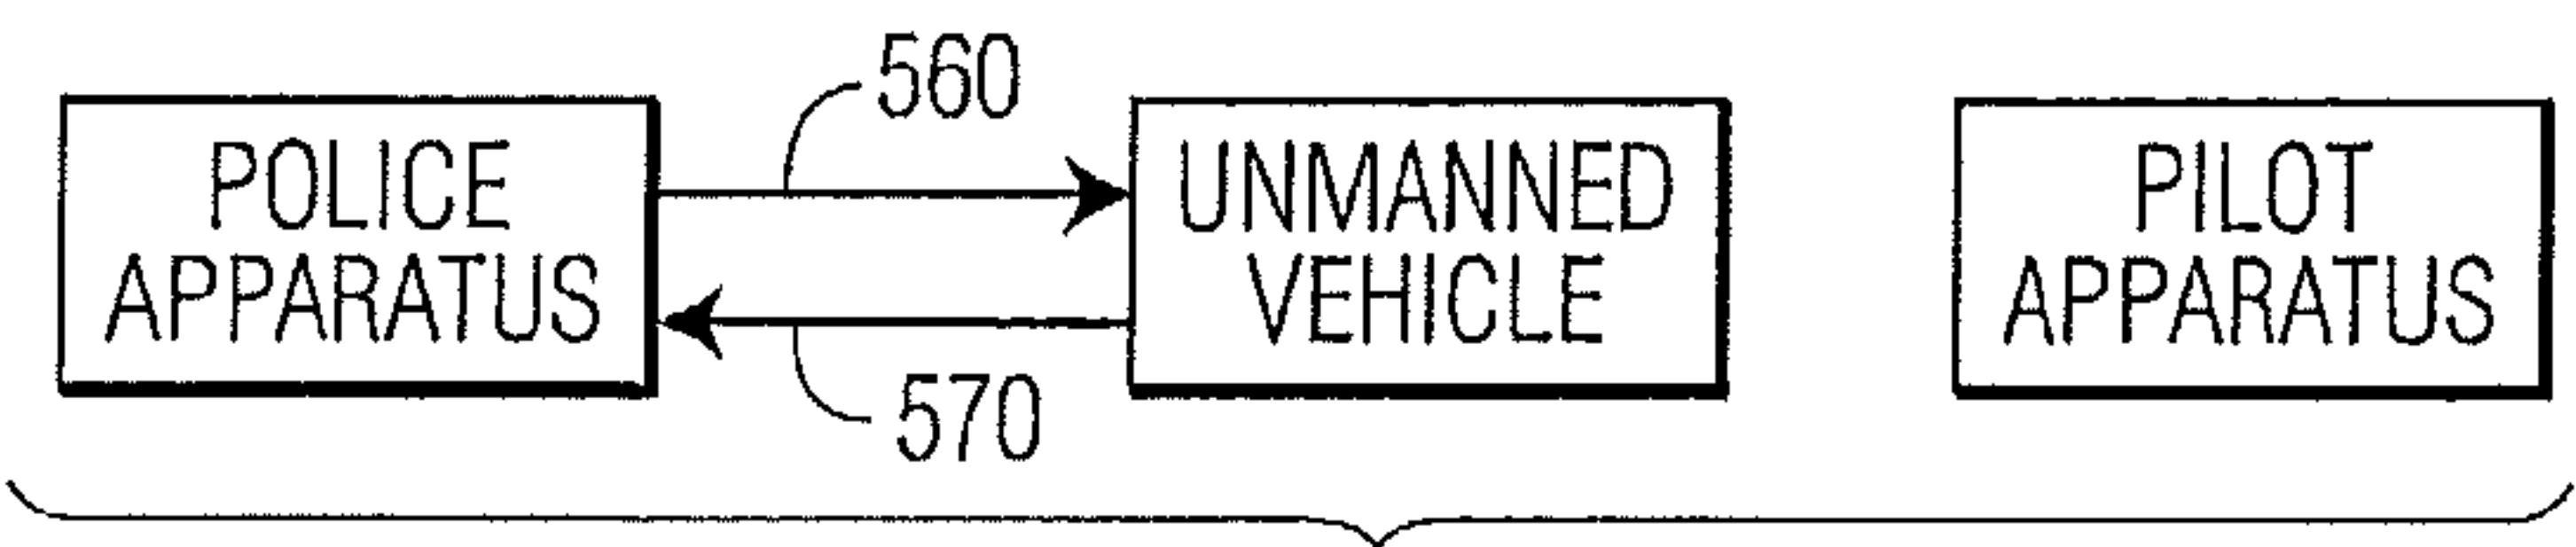 560
POLICE
APPARATUS
UNMANNED
VEHICLE
PILOT
APPARATUS
570